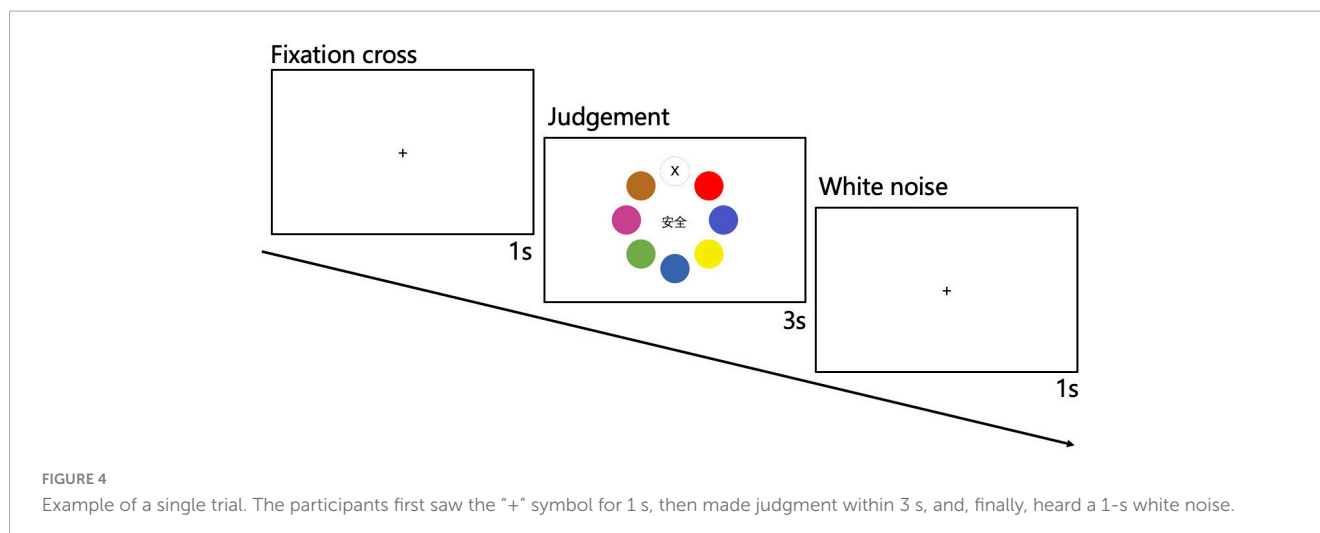 Fixation cross
+
1s
Judgement
X
安全
3s
White noise
+
1s
FIGURE 4
Example of a single trial. The participants first saw the “+” symbol for 1 s, then made judgment within 3 s, and, finally, heard a 1-s white noise.